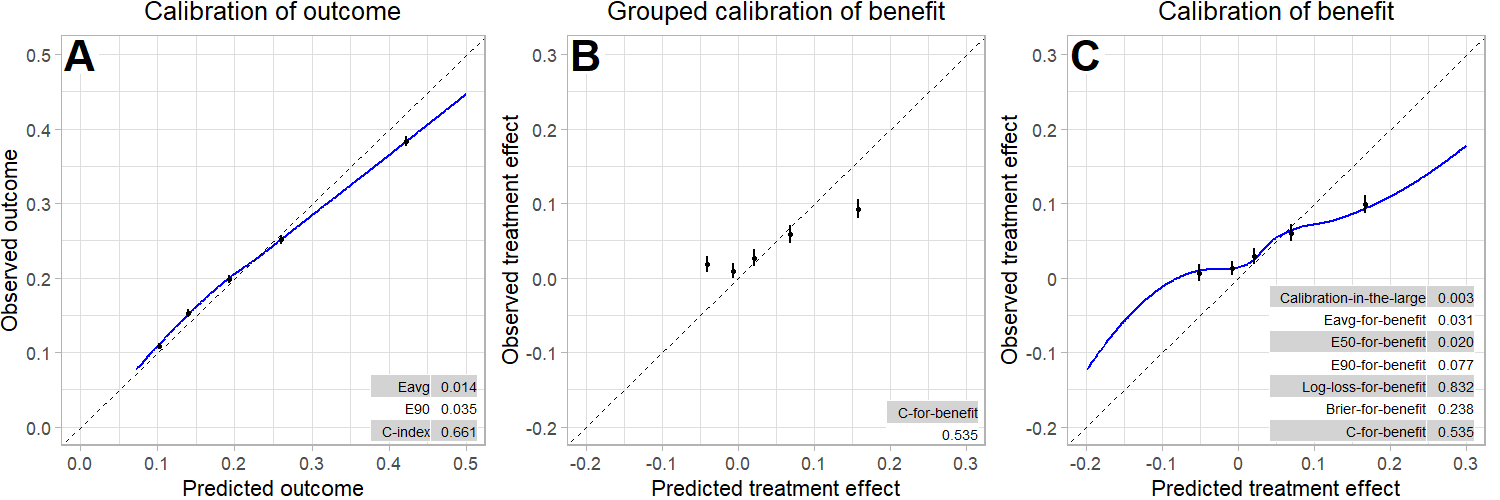 Calibration of outcome
A
Observed outcome
0.5
0.4
0.3
0.2
0.1
0.0
Eavg 0.014
E90 0.035
C-index 0.661
0.0 0.1 0.2 0.3 0.4 0.5
Predicted outcome
Grouped calibration of benefit
B
Observed treatment effect
0.3
0.2
0.1
0.0
-0.1
-0.2
C-for-benefit
0.535
-0.2 -0.1 0.0 0.1 0.2 0.3
Predicted treatment effect
Calibration of benefit
C
Observed treatment effect
0.3
0.2
0.1
0
-0.1
-0.2
Calibration-in-the-large 0.003
Eavg-for-benefit 0.031
E50-for-benefit 0.020
E90-for-benefit 0.077
Log-loss-for-benefit 0.832
Brier-for-benefit 0.238
C-for-benefit 0.535
-0.2 -0.1 0 0.1 0.2 0.3
Predicted treatment effect